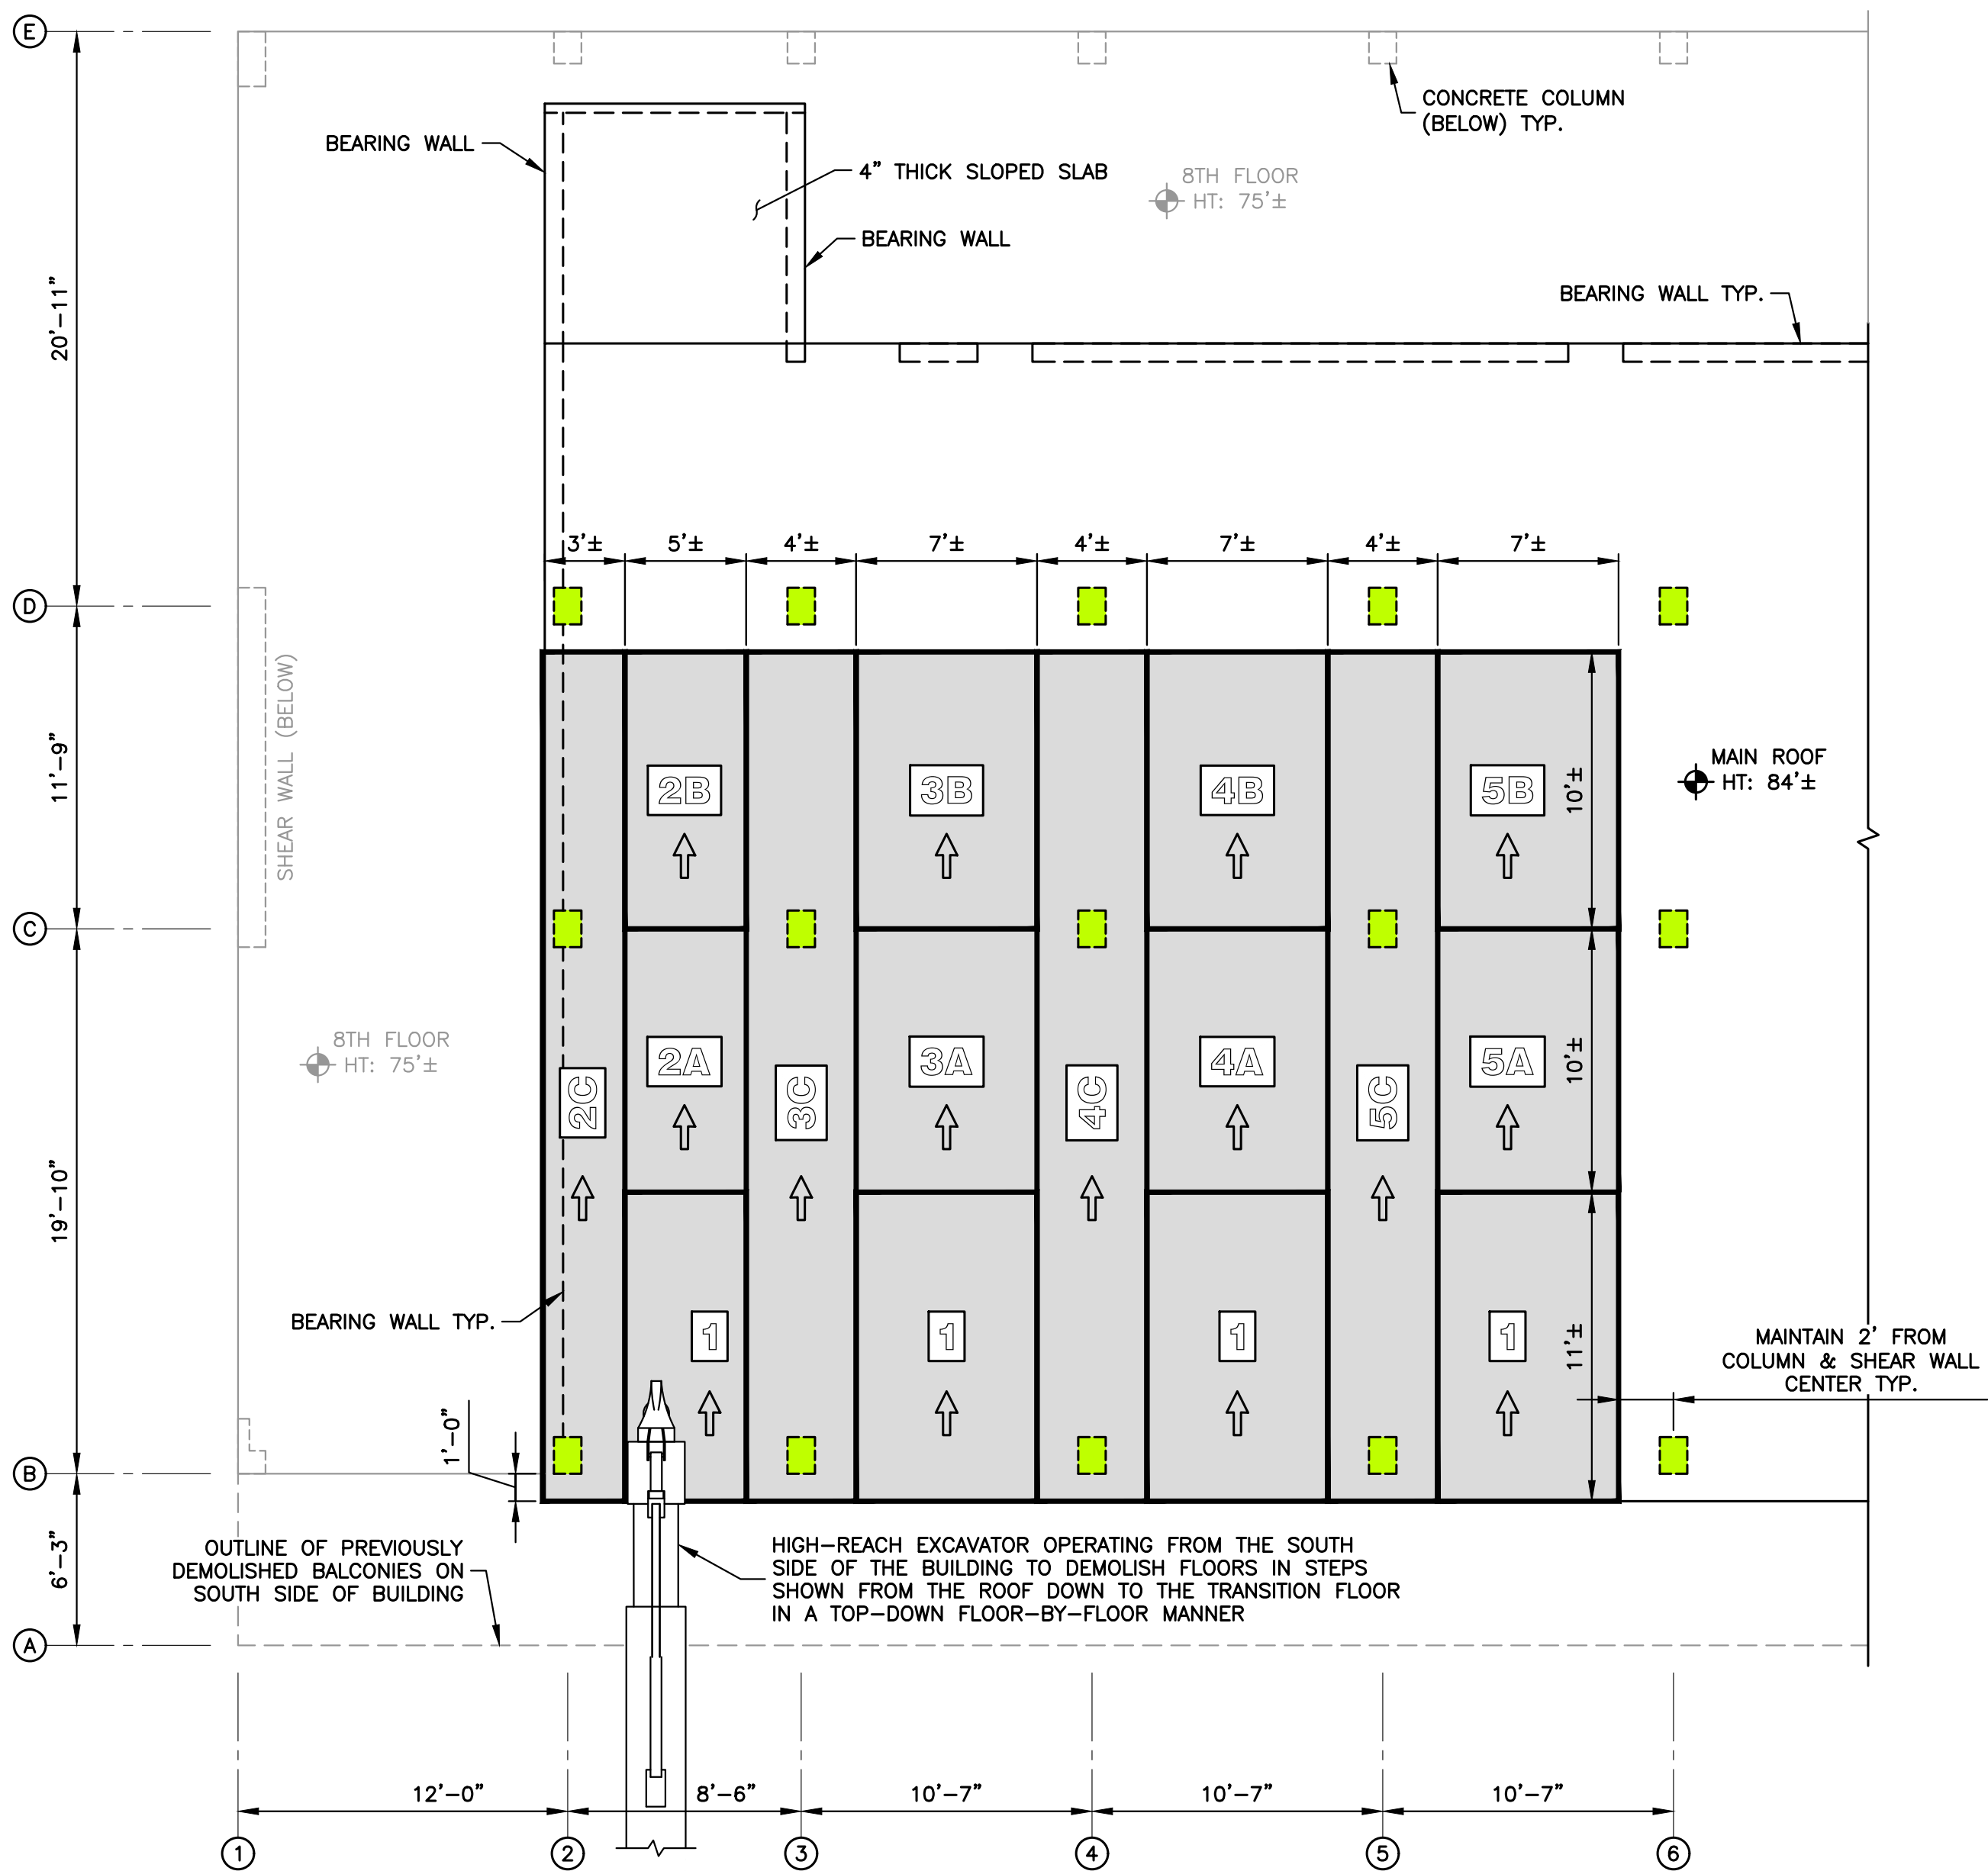 E
CONCRETE COLUMN
(BELOW) TYP.
BEARING WALL
4” THICK SLOPED SLAB
8TH FLOOR
HT: 75’±
BEARING WALL
BEARING WALL TYP.
20’–11”
3’±
5’±
4’±
7’±
4’±
7’±
4’±
7’±
D
SHEAR WALL (BELOW)
11’–9”
2B
3B
4B
5B
10’±
MAIN ROOF
HT: 84’±
C
8TH FLOOR
HT: 75’±
2A
3A
4A
5A
10’±
2C
3C
4C
5C
19’–10”
BEARING WALL TYP.
1
1
1
1
11’±
MAINTAIN 2’ FROM
COLUMN & SHEAR WALL
CENTER TYP.
1’–0”
B
6’–3”
OUTLINE OF PREVIOUSLY
DEMOLISHED BALCONIES ON
SOUTH SIDE OF BUILDING
HIGH–REACH EXCAVATOR OPERATING FROM THE SOUTH
SIDE OF THE BUILDING TO DEMOLISH FLOORS IN STEPS
SHOWN FROM THE ROOF DOWN TO THE TRANSITION FLOOR
IN A TOP–DOWN FLOOR–BY–FLOOR MANNER
A
12’–0”
8’–6”
10’–7”
10’–7”
10’–7”
1
2
3
4
5
6